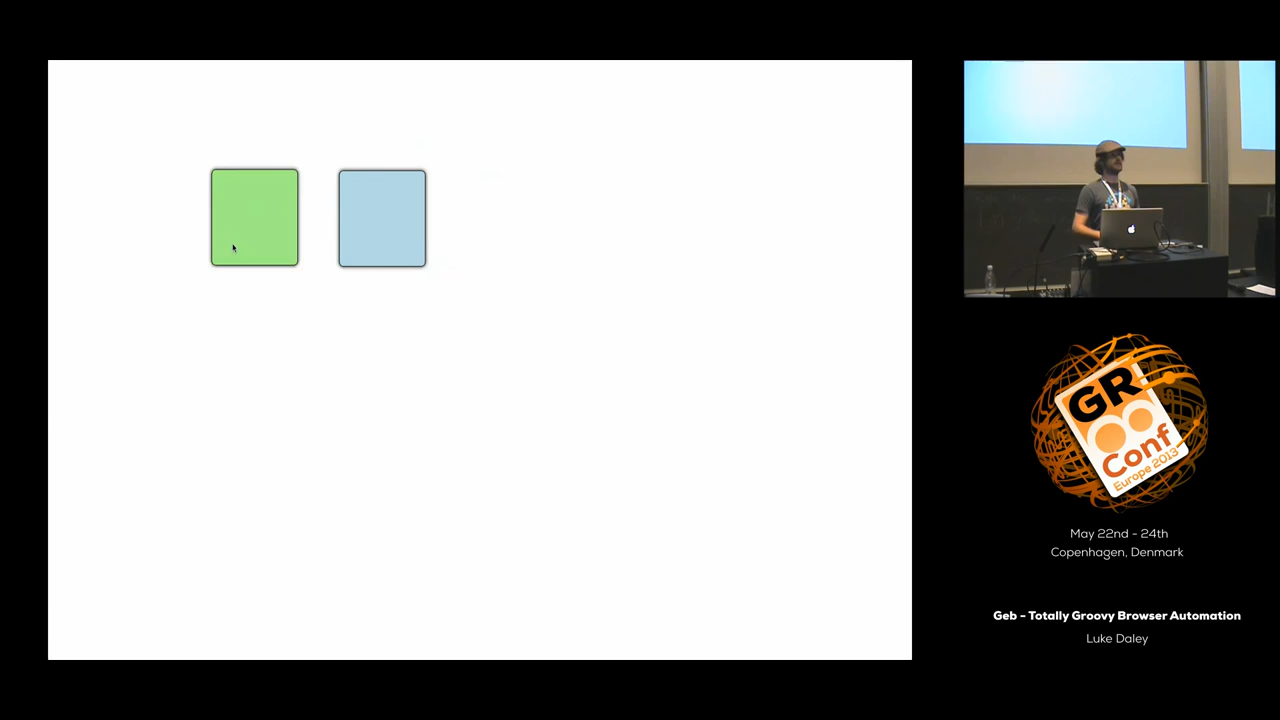 GR
Conf
Europe 2013
May 22nd - 24th
Copenhagen, Denmark
Geb - Totally Groovy Browser Automation
Luke Daley